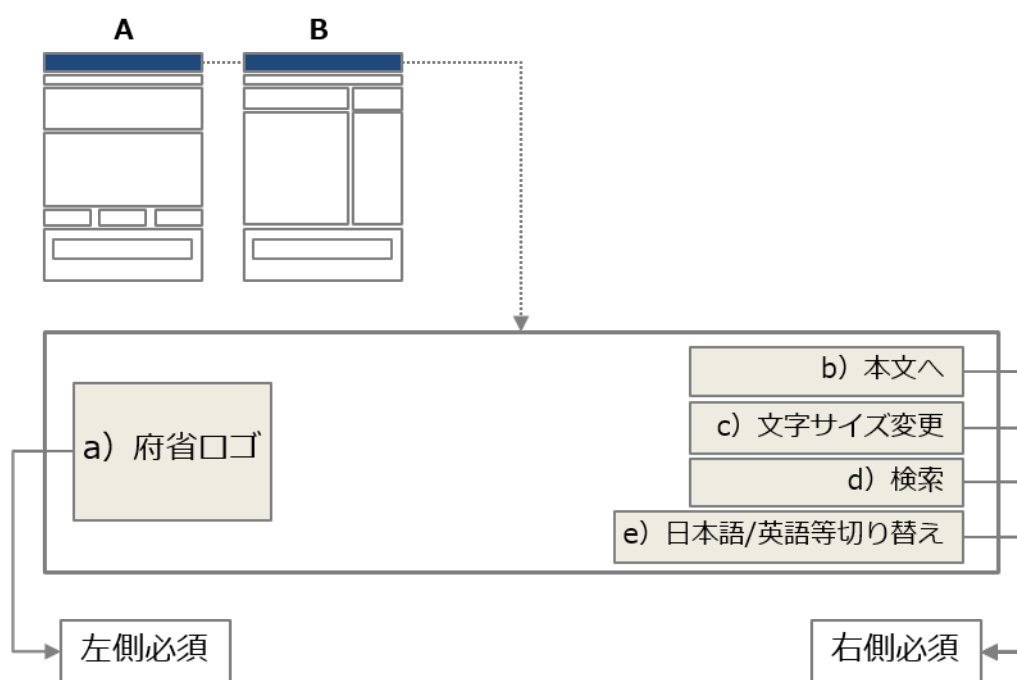 A
B
b）本文へ
a）府省ロゴ
c）文字サイズ変更
d）検索
e）日本語/英語等切り替え
左側必須
右側必須